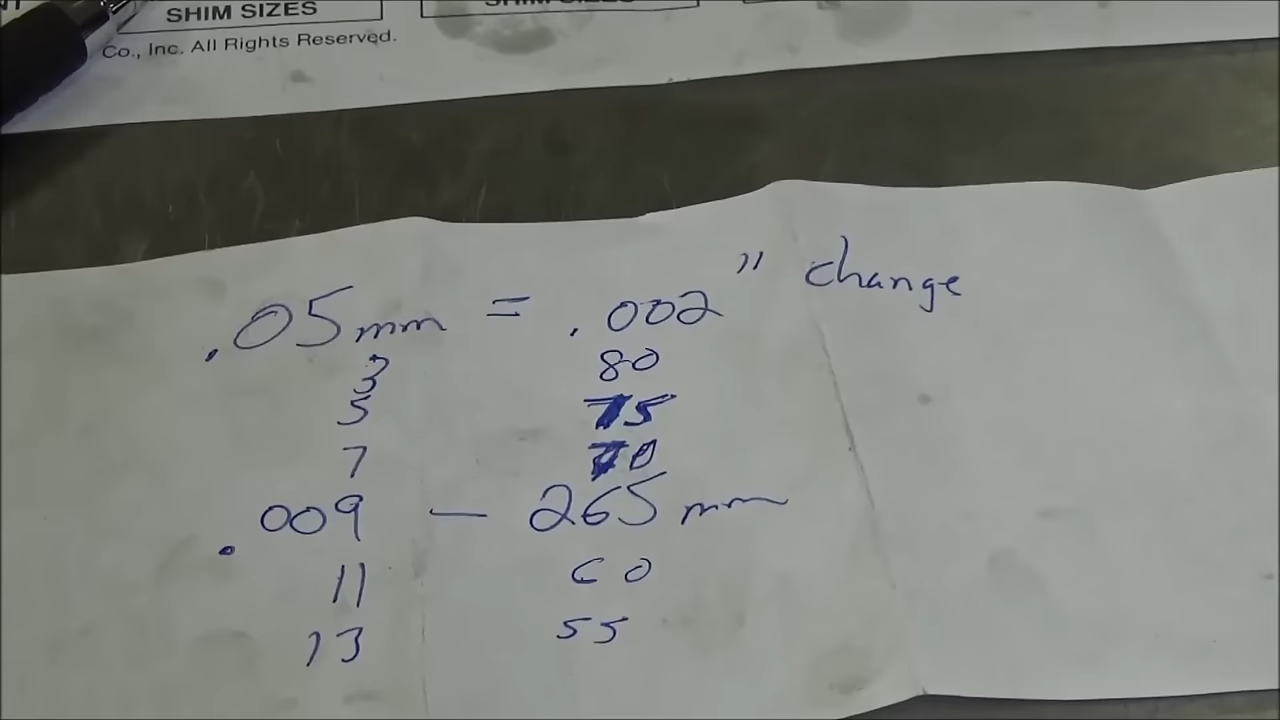 SHIM SIZES
Co., Inc. All Rights Reserved.
.05mm = .002" change
3 80
5 75
7 70
.009 — 265 mm
11 60
13 55